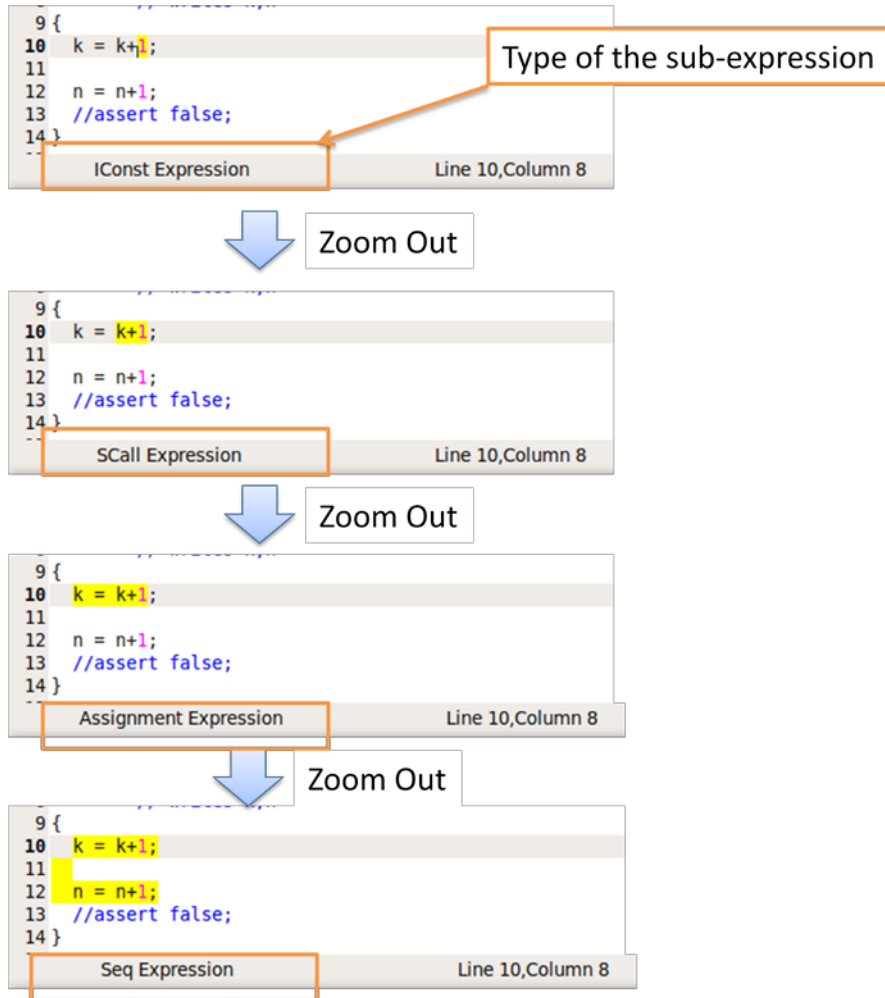 9 {
10 k = k+1;
11
12 n = n+1;
13 //assert false;
14 }
Type of the sub-expression
IConst Expression Line 10,Column 8
Zoom Out
9 {
10 k = k+1;
11
12 n = n+1;
13 //assert false;
14 }
SCall Expression Line 10,Column 8
Zoom Out
9 {
10 k = k+1;
11
12 n = n+1;
13 //assert false;
14 }
Assignment Expression Line 10,Column 8
Zoom Out
9 {
10 k = k+1;
11
12 n = n+1;
13 //assert false;
14 }
Seq Expression Line 10,Column 8